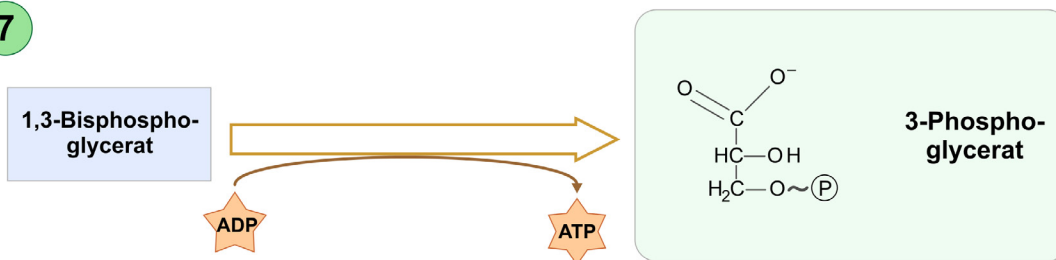 7
1,3-Bisphospho-
glycerat
ADP
ATP
O
O⁻
C
HC—OH
H₂C—O~P
3-Phospho-
glycerat